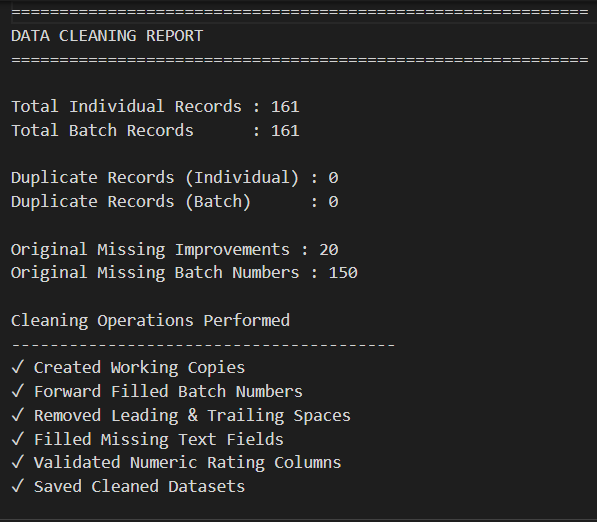 ============================================================
DATA CLEANING REPORT
============================================================
Total Individual Records : 161
Total Batch Records      : 161
Duplicate Records (Individual) : 0
Duplicate Records (Batch)      : 0
Original Missing Improvements : 20
Original Missing Batch Numbers : 150
Cleaning Operations Performed
----------------------------------------
✓ Created Working Copies
✓ Forward Filled Batch Numbers
✓ Removed Leading & Trailing Spaces
✓ Filled Missing Text Fields
✓ Validated Numeric Rating Columns
✓ Saved Cleaned Datasets